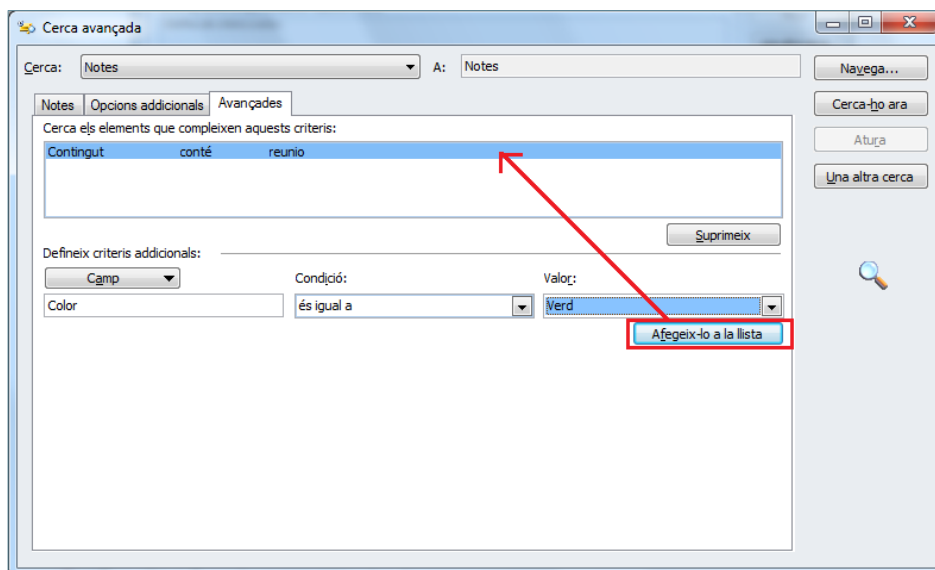 Cerca avançada
Cerca: Notes A: Notes Navega...
Notes Opcions addicionals Avançades Cerca-ho ara
Cerca els elements que compleixen aquests criteris:
Contingut conté reunio
Atura
Una altra cerca
Suprimeix
Defineix criteris addicionals:
Camp Condició: Valor:
Color és igual a Verd
Afegeix-lo a la llista